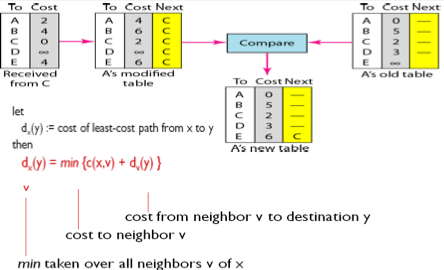 To Cost
A 2
B 4
C 0
D ∞
E 4
Received from C
To Cost Next
A 4 C
B 6 C
C 2 C
D ∞ C
E 6 C
A's modified table
Compare
To Cost Next
A 0 —
B 5 —
C 2 —
D 3 —
E ∞ —
A's old table
To Cost Next
A 0 —
B 5 —
C 2 —
D 3 —
E 6 C
A's new table
let
dx(y) := cost of least-cost path from x to y
then
dx(y) = min {c(x,v) + dv(y) }
v
cost from neighbor v to destination y
cost to neighbor v
min taken over all neighbors v of x